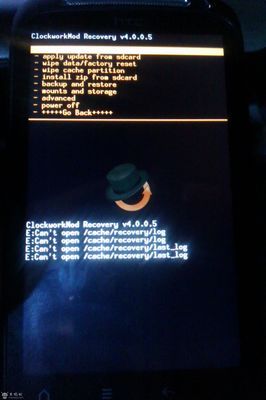 ClockworkMod Recovery v4.0.0.5
- apply update from sdcard
- wipe data/factory reset
- wipe cache partition
- install zip from sdcard
- backup and restore
- mounts and storage
- advanced
- power off
- +++++Go Back+++++
ClockworkMod Recovery v4.0.0.5
E:Can't open /cache/recovery/log
E:Can't open /cache/recovery/log
E:Can't open /cache/recovery/last_log
E:Can't open /cache/recovery/last_log